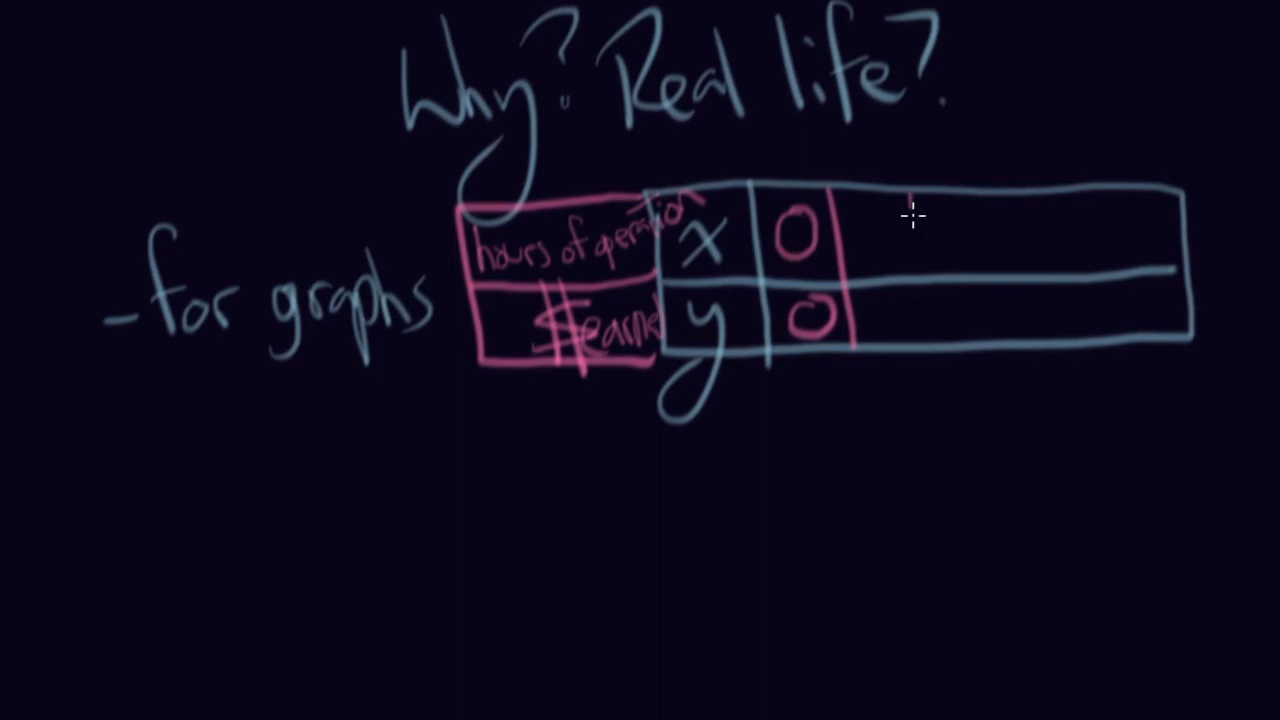 Why? Real life?
- for graphs
hours of operation x 0
$earned y 0